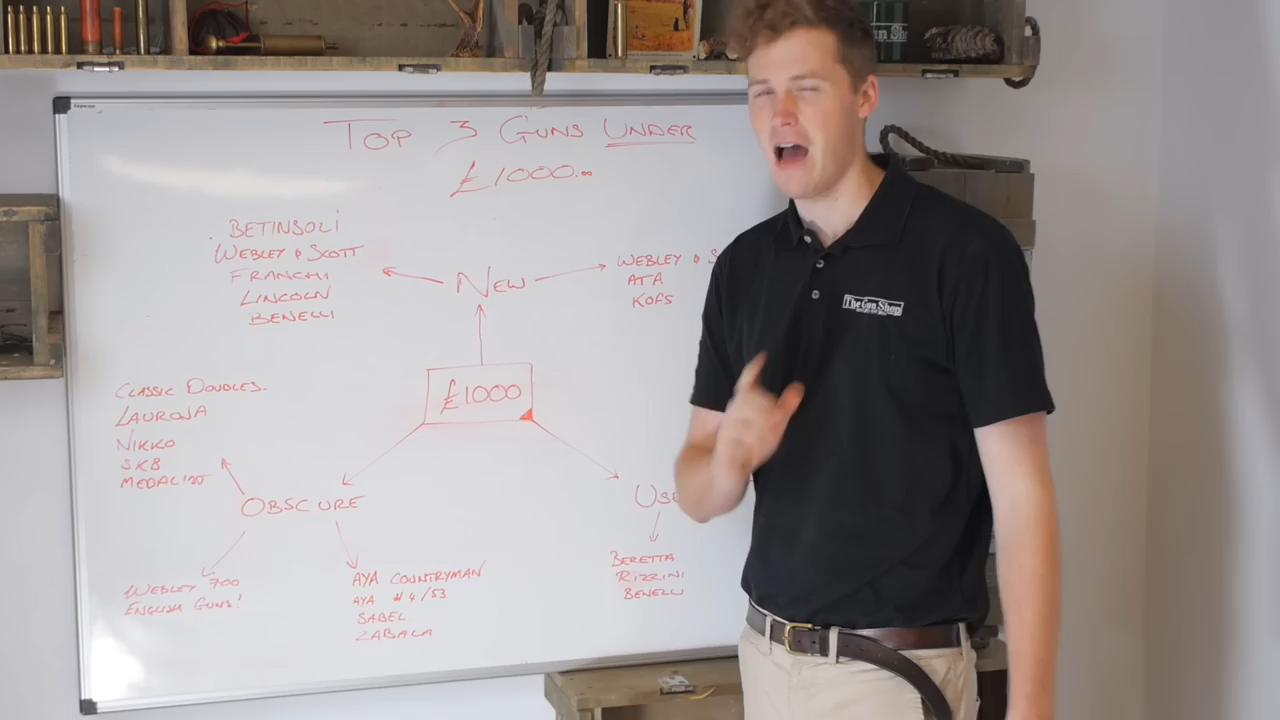 TOP 3 GUNS UNDER
£1000.00
BETINSOLI
WEBLEY & SCOTT
FRANCHI
LINCOLN
BENELLI
NEW
WEBLEY & S
ATA
KOFS
£1000
CLASSIC DOUBLES
LAURONA
NIKKO
SKB
MEDALIST
OBSCURE
WEBLEY 700
ENGLISH GUNS!
AYA COUNTRYMAN
AYA #4/53
SABEL
ZABALA
USE
BERETTA
RIZZINI
BENELLI
The Gun Shop